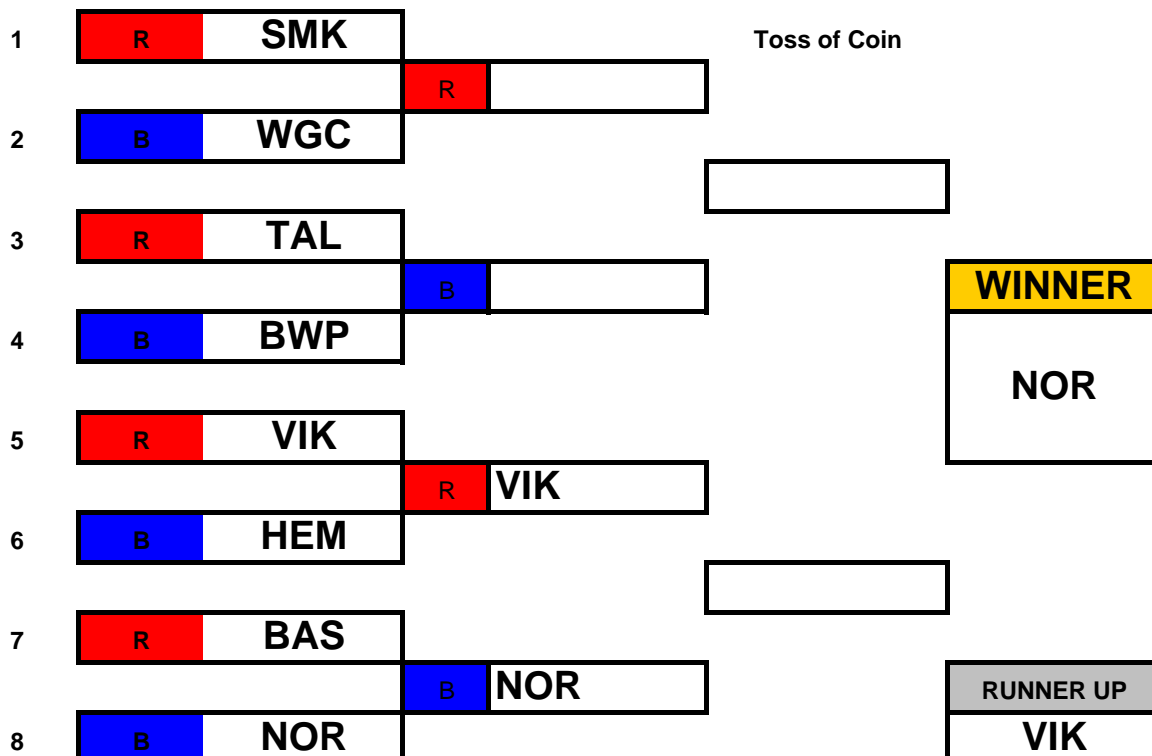 1 R SMK Toss of Coin
R
2 B WGC
3 R TAL
B WINNER
4 B BWP
NOR
5 R VIK
R VIK
6 B HEM
7 R BAS
B NOR RUNNER UP
8 B NOR VIK